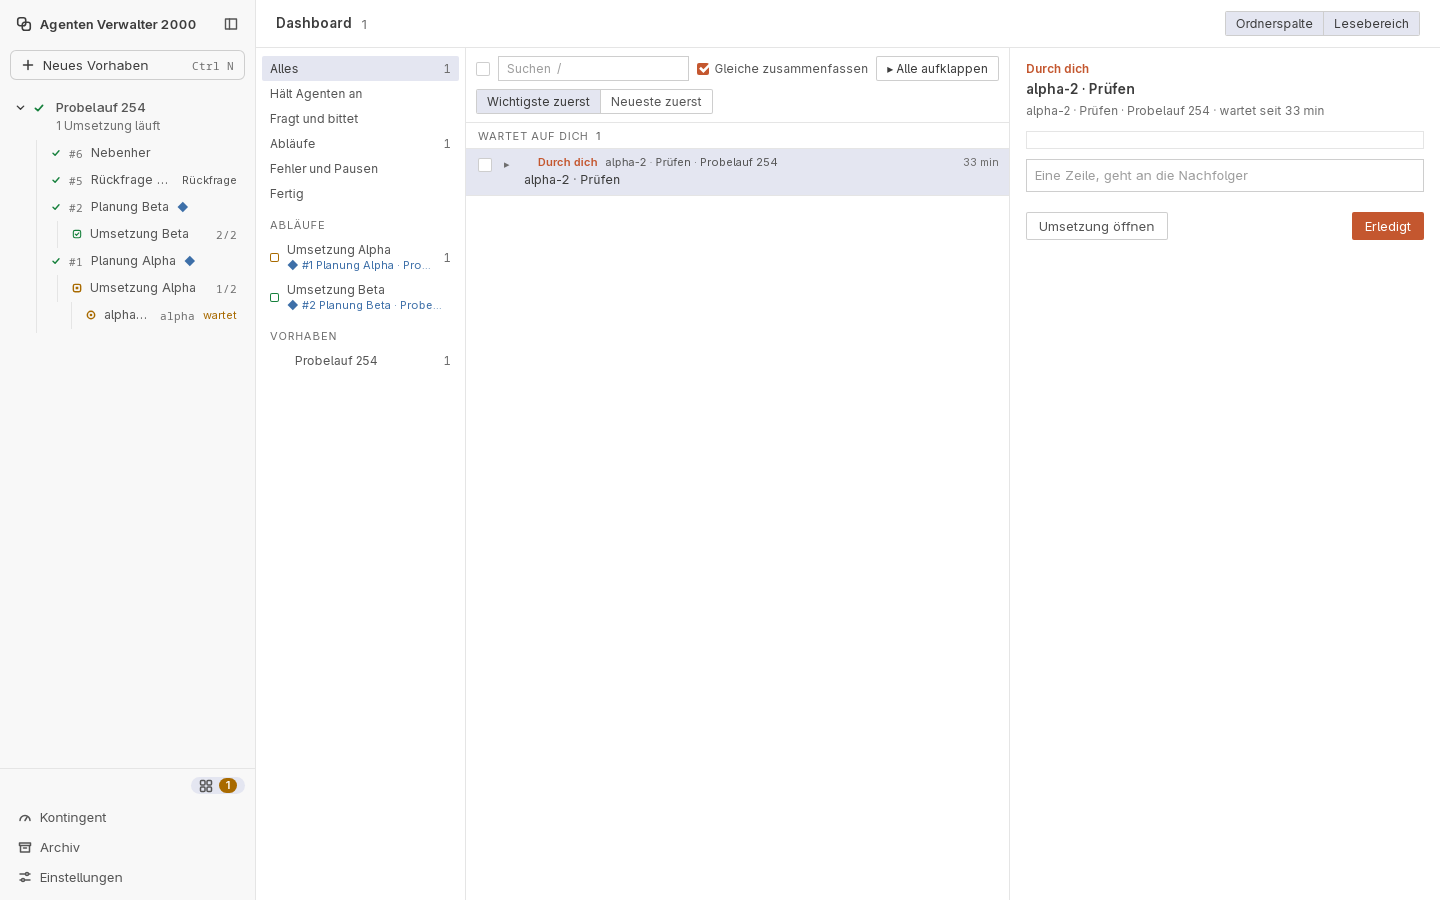 Agenten Verwalter 2000
Neues Vorhaben Ctrl N
Probelauf 254
1 Umsetzung läuft
#6 Nebenher
#5 Rückfrage ... Rückfrage
#2 Planung Beta
Umsetzung Beta 2/2
#1 Planung Alpha
Umsetzung Alpha 1/2
alpha... alpha wartet
1
Kontingent
Archiv
Einstellungen
Dashboard 1
Ordnerspalte Lesebereich
Alles 1
Hält Agenten an
Fragt und bittet
Abläufe 1
Fehler und Pausen
Fertig
ABLÄUFE
Umsetzung Alpha 1
#1 Planung Alpha · Pro...
Umsetzung Beta
#2 Planung Beta · Probe...
VORHABEN
Probelauf 254 1
Suchen / Gleiche zusammenfassen ▸ Alle aufklappen
Wichtigste zuerst Neueste zuerst
WARTET AUF DICH 1
▸ Durch dich alpha-2 · Prüfen · Probelauf 254 33 min
alpha-2 · Prüfen
Durch dich
alpha-2 · Prüfen
alpha-2 · Prüfen · Probelauf 254 · wartet seit 33 min
Eine Zeile, geht an die Nachfolger
Umsetzung öffnen Erledigt